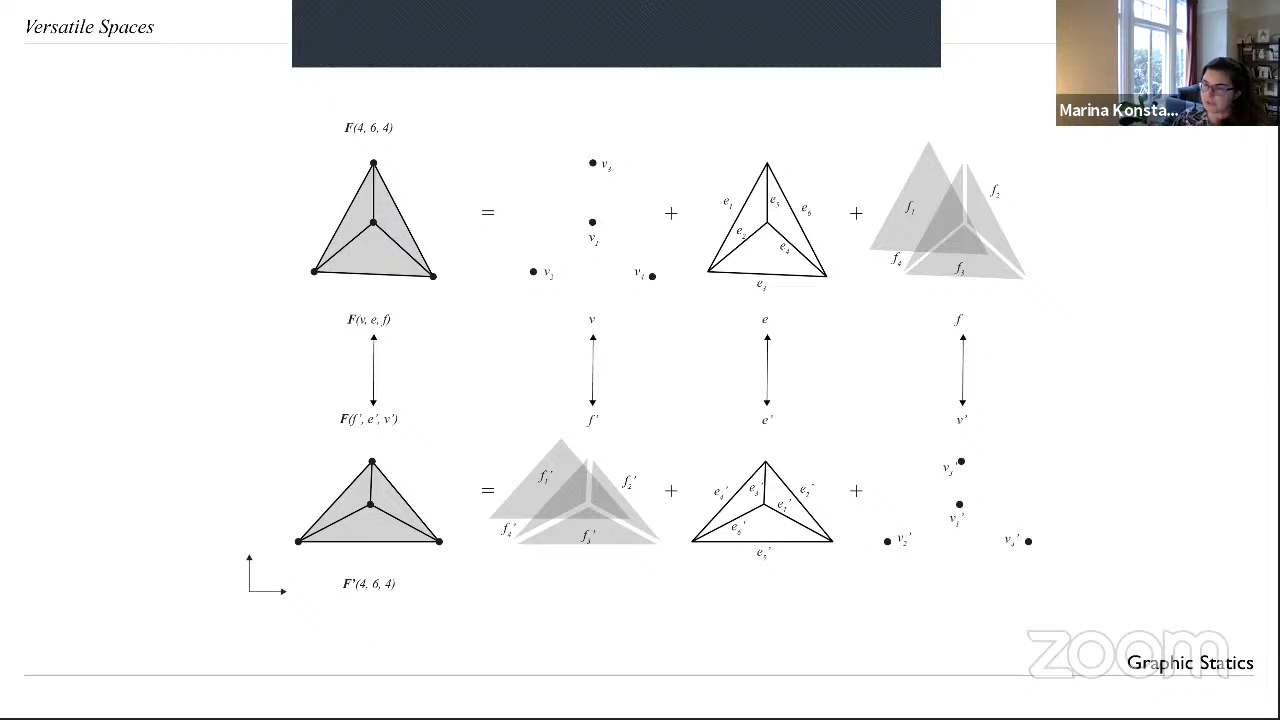 Versatile Spaces
Marina Konsta...
F(4, 6, 4)
v₃
v₁
v₂
v₄
e₁
e₅
e₆
e₂
e₄
e₃
f₁
f₂
f₄
f₃
=
+
+
F(v, e, f)
v
e
f
F(f’, e’, v’)
f’
e’
v’
=
+
+
f₁’
f₂’
f₄’
f₃’
e₄’
e₃’
e₂’
e₁’
e₆’
e₅’
v₃’
v₁’
v₂’
v₄’
F’(4, 6, 4)
zoom
Graphic Statics